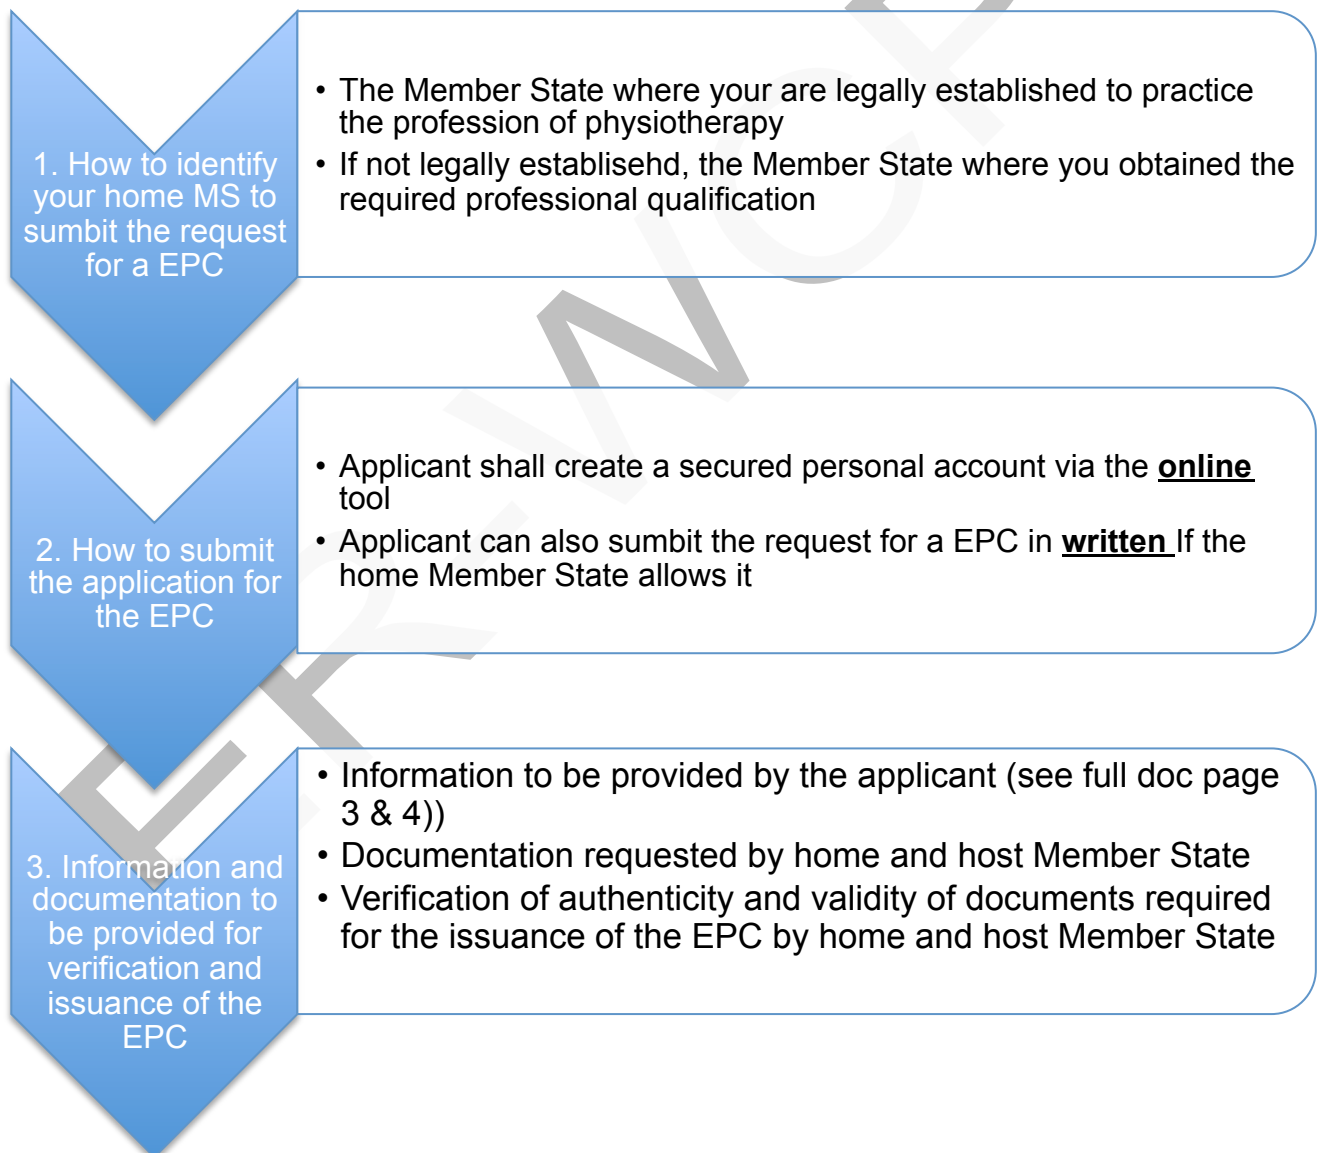 1. How to identify
your home MS to
sumbit the request
for a EPC
• The Member State where your are legally established to practice
the profession of physiotherapy
• If not legally establisehd, the Member State where you obtained the
required professional qualification
2. How to submit
the application for
the EPC
• Applicant shall create a secured personal account via the online
tool
• Applicant can also sumbit the request for a EPC in written If the
home Member State allows it
3. Information and
documentation to
be provided for
verification and
issuance of the
EPC
• Information to be provided by the applicant (see full doc page
3 & 4))
• Documentation requested by home and host Member State
• Verification of authenticity and validity of documents required
for the issuance of the EPC by home and host Member State
ER-WCP